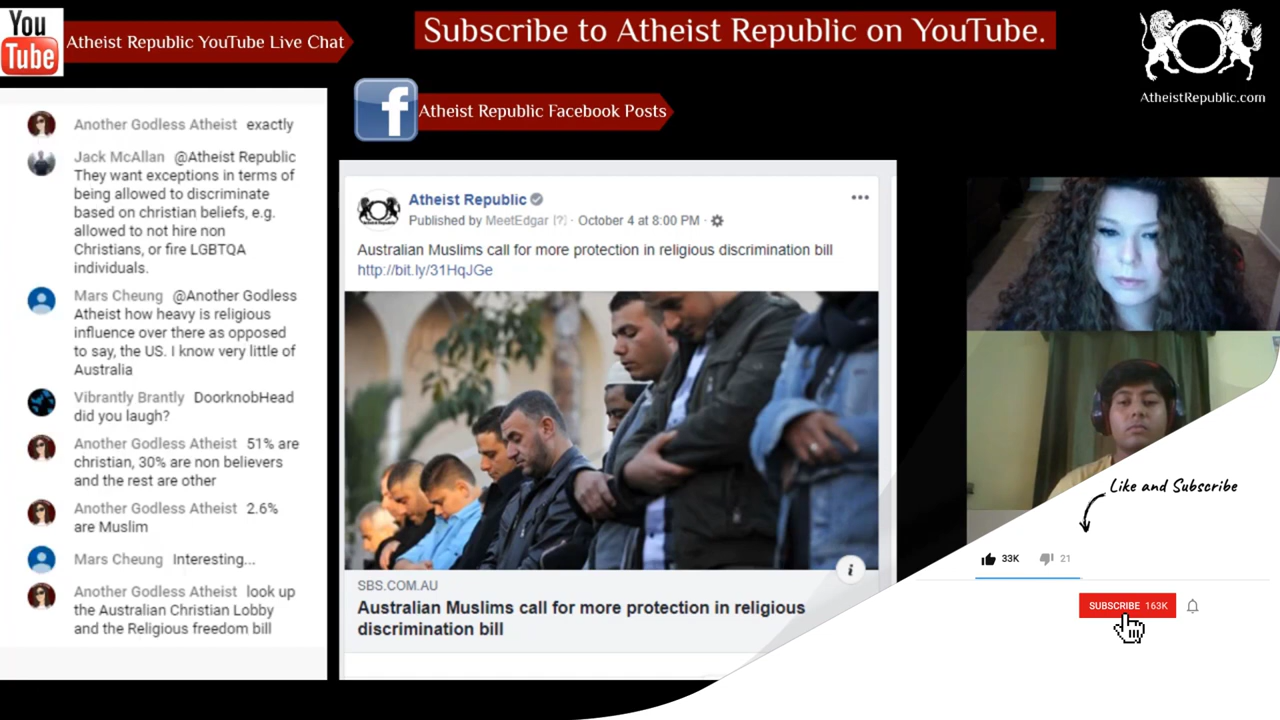 You
Tube
Atheist Republic YouTube Live Chat
Subscribe to Atheist Republic on YouTube.
AtheistRepublic.com
f
Atheist Republic Facebook Posts
Another Godless Atheist exactly
Jack McAllan @Atheist Republic
They want exceptions in terms of
being allowed to discriminate
based on christian beliefs, e.g.
allowed to not hire non
Christians, or fire LGBTQA
individuals.
Mars Cheung @Another Godless
Atheist how heavy is religious
influence over there as opposed
to say, the US. I know very little of
Australia
Vibrantly Brantly DoorknobHead
did you laugh?
Another Godless Atheist 51% are
christian, 30% are non believers
and the rest are other
Another Godless Atheist 2.6%
are Muslim
Mars Cheung Interesting...
Another Godless Atheist look up
the Australian Christian Lobby
and the Religious freedom bill
Atheist Republic
Published by MeetEdgar [?] · October 4 at 8:00 PM ·
Australian Muslims call for more protection in religious discrimination bill
http://bit.ly/31HqJGe
i
SBS.COM.AU
Australian Muslims call for more protection in religious
discrimination bill
Like and Subscribe
33K 21
SUBSCRIBE 163K